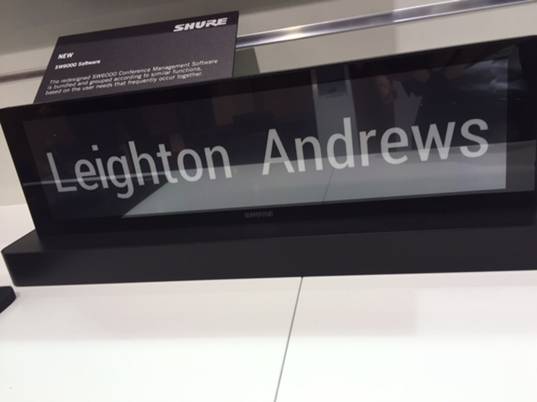 SHURE
NEW
SW6000 Software
The redesigned SW6000 Conference Management Software
is bundled and grouped according to similar functions,
based on the user needs that frequently occur together.
Leighton Andrews
SHURE